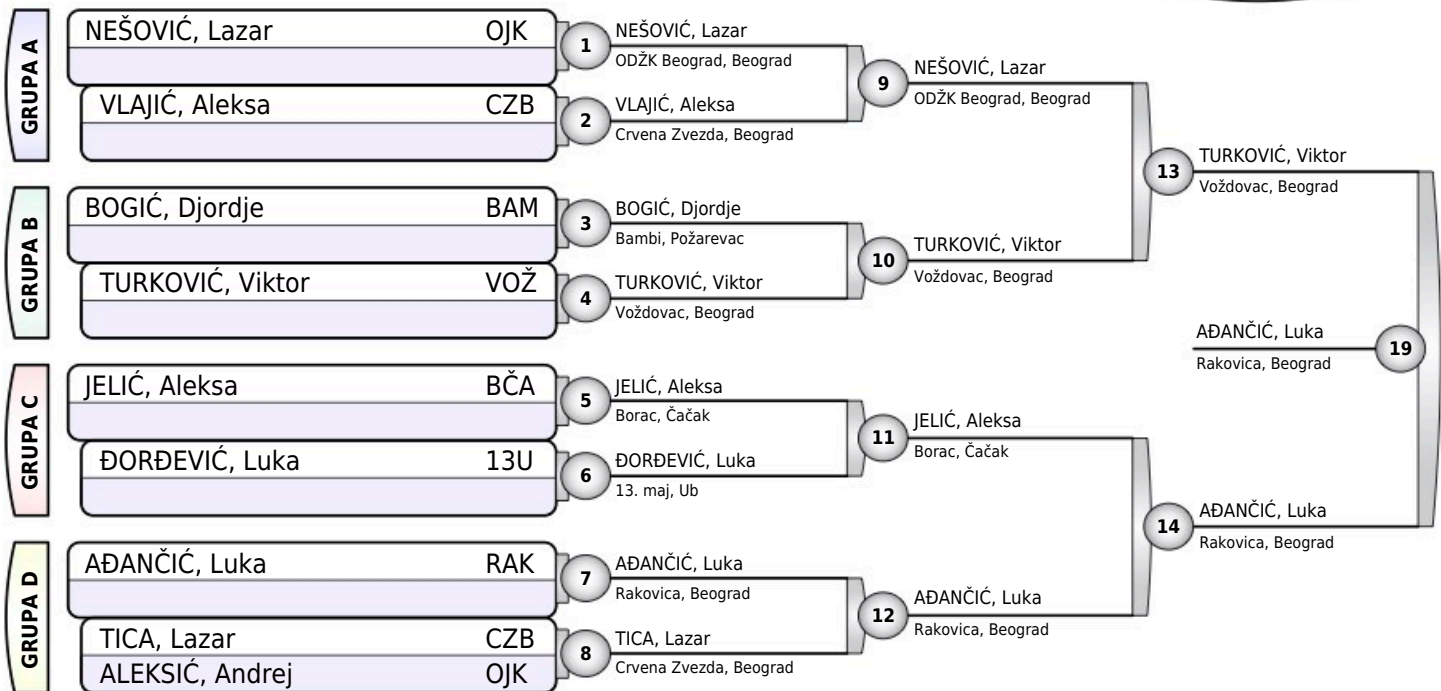 GRUPA A
NEŠOVIĆ, Lazar OJK
VLAJIĆ, Aleksa CZB
GRUPA B
BOGIĆ, Djordje BAM
TURKOVIĆ, Viktor VOŽ
GRUPA C
JELIĆ, Aleksa BČA
ĐORĐEVIĆ, Luka 13U
GRUPA D
AĐANČIĆ, Luka RAK
TICA, Lazar CZB
ALEKSIĆ, Andrej OJK
1 NEŠOVIĆ, Lazar
ODŽK Beograd, Beograd
2 VLAJIĆ, Aleksa
Crvena Zvezda, Beograd
3 BOGIĆ, Djordje
Bambi, Požarevac
4 TURKOVIĆ, Viktor
Voždovac, Beograd
5 JELIĆ, Aleksa
Borac, Čačak
6 ĐORĐEVIĆ, Luka
13. maj, Ub
7 AĐANČIĆ, Luka
Rakovica, Beograd
8 TICA, Lazar
Crvena Zvezda, Beograd
9 NEŠOVIĆ, Lazar
ODŽK Beograd, Beograd
10 TURKOVIĆ, Viktor
Voždovac, Beograd
11 JELIĆ, Aleksa
Borac, Čačak
12 AĐANČIĆ, Luka
Rakovica, Beograd
13 TURKOVIĆ, Viktor
Voždovac, Beograd
14 AĐANČIĆ, Luka
Rakovica, Beograd
AĐANČIĆ, Luka 19
Rakovica, Beograd